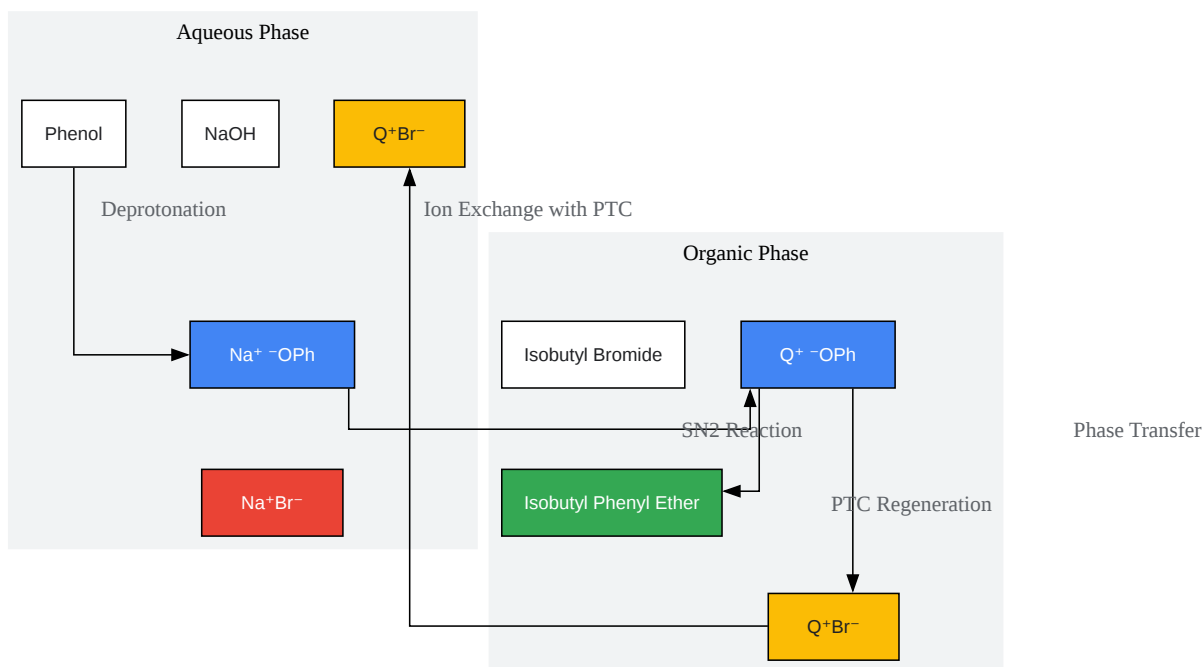 Aqueous Phase
Phenol
NaOH
Q⁺Br⁻
Deprotonation
Ion Exchange with PTC
Organic Phase
Na⁺ ⁻OPh
Isobutyl Bromide
Q⁺ ⁻OPh
SN2 Reaction
Phase Transfer
Na⁺Br⁻
Isobutyl Phenyl Ether
PTC Regeneration
Q⁺Br⁻